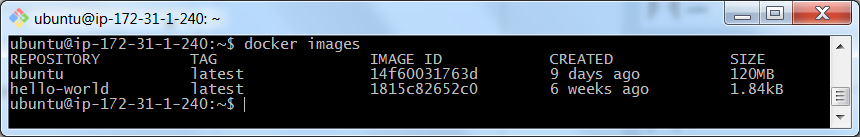 ubuntu@ip-172-31-1-240: ~
ubuntu@ip-172-31-1-240:~$ docker images
REPOSITORY TAG IMAGE ID CREATED SIZE
ubuntu latest 14f60031763d 9 days ago 120MB
hello-world latest 1815c82652c0 6 weeks ago 1.84kB
ubuntu@ip-172-31-1-240:~$